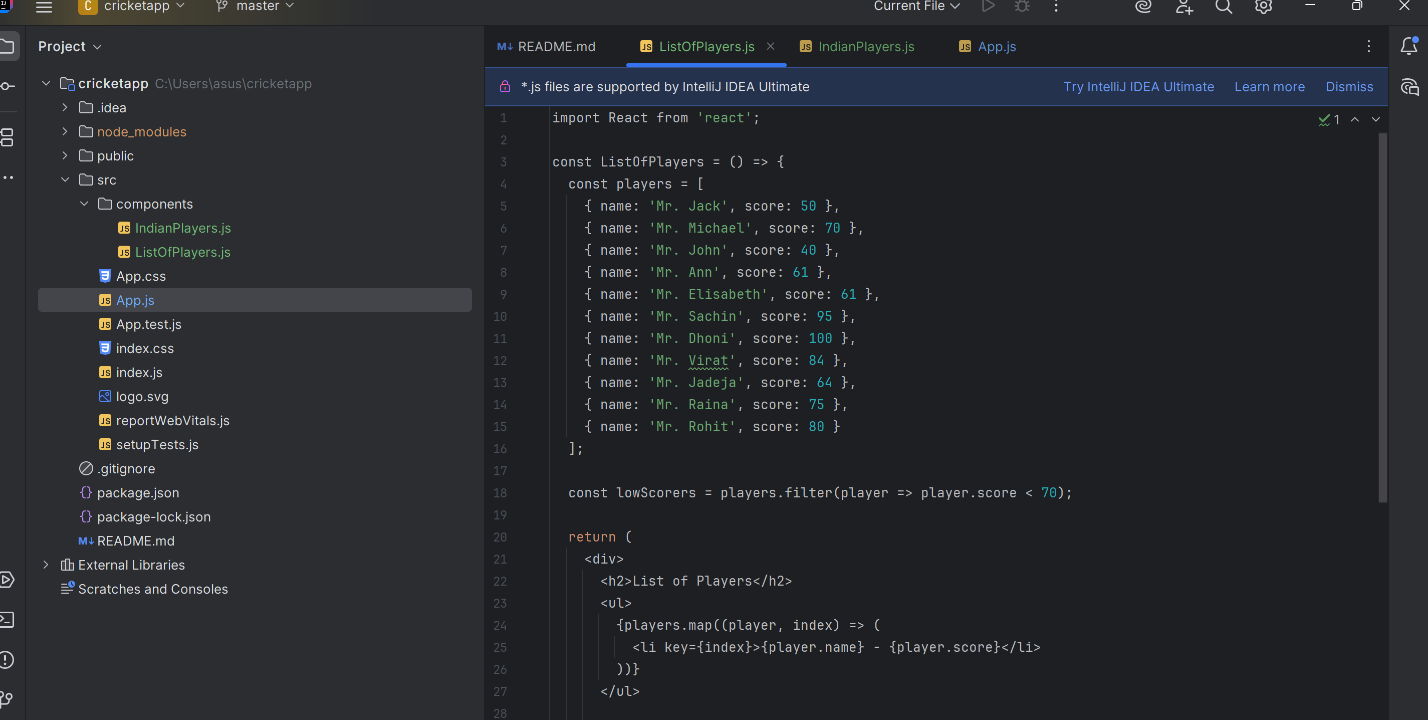 C cricketapp master Current File
Project
README.md ListOfPlayers.js IndianPlayers.js App.js
*.js files are supported by IntelliJ IDEA Ultimate Try IntelliJ IDEA Ultimate Learn more Dismiss
cricketapp C:\Users\asus\cricketapp
.idea
node_modules
public
src
components
IndianPlayers.js
ListOfPlayers.js
App.css
App.js
App.test.js
index.css
index.js
logo.svg
reportWebVitals.js
setupTests.js
.gitignore
package.json
package-lock.json
README.md
External Libraries
Scratches and Consoles
1 import React from 'react';
1
2
3 const ListOfPlayers = () => {
4 const players = [
5 { name: 'Mr. Jack', score: 50 },
6 { name: 'Mr. Michael', score: 70 },
7 { name: 'Mr. John', score: 40 },
8 { name: 'Mr. Ann', score: 61 },
9 { name: 'Mr. Elisabeth', score: 61 },
10 { name: 'Mr. Sachin', score: 95 },
11 { name: 'Mr. Dhoni', score: 100 },
12 { name: 'Mr. Virat', score: 84 },
13 { name: 'Mr. Jadeja', score: 64 },
14 { name: 'Mr. Raina', score: 75 },
15 { name: 'Mr. Rohit', score: 80 }
16 ];
17
18 const lowScorers = players.filter(player => player.score < 70);
19
20 return (
21 <div>
22 <h2>List of Players</h2>
23 <ul>
24 {players.map((player, index) => (
25 <li key={index}>{player.name} - {player.score}</li>
26 ))}
27 </ul>
28